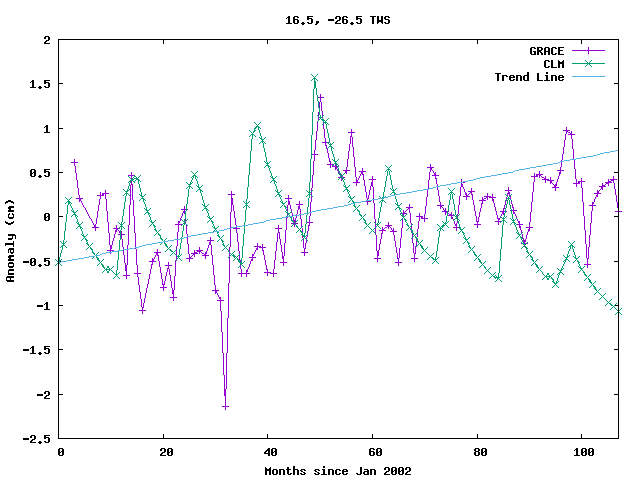 16.5, -26.5 TWS
GRACE
CLM
Trend Line
2
1.5
1
0.5
0
-0.5
-1
-1.5
-2
-2.5
Anomaly (cm)
0 20 40 60 80 100
Months since Jan 2002